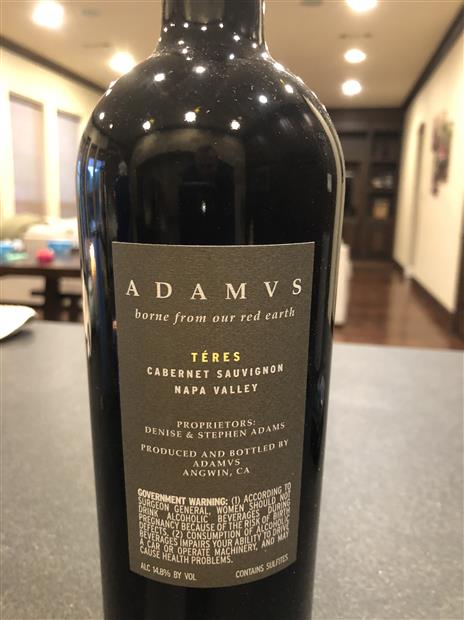 ADAMVS
borne from our red earth
TÉRES
CABERNET SAUVIGNON
NAPA VALLEY
PROPRIETORS:
DENISE & STEPHEN ADAMS
PRODUCED AND BOTTLED BY
ADAMVS
ANGWIN, CA
GOVERNMENT WARNING: (1) ACCORDING TO
SURGEON GENERAL, WOMEN SHOULD NOT
DRINK ALCOHOLIC BEVERAGES DURING
PREGNANCY BECAUSE OF THE RISK OF BIRTH
DEFECTS. (2) CONSUMPTION OF ALCOHOLIC
BEVERAGES IMPAIRS YOUR ABILITY TO DRIVE
A CAR OR OPERATE MACHINERY, AND MAY
CAUSE HEALTH PROBLEMS.
ALC 14.8% BY VOL CONTAINS SULFITES